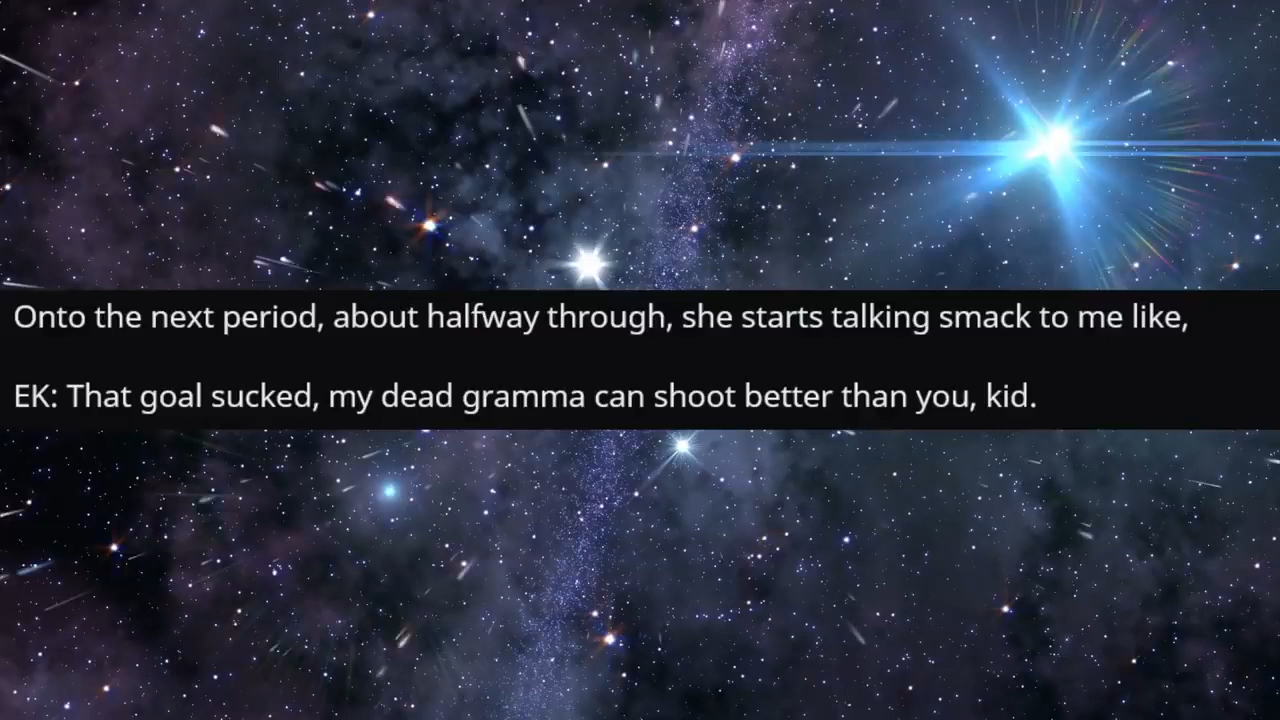 Onto the next period, about halfway through, she starts talking smack to me like,
EK: That goal sucked, my dead gramma can shoot better than you, kid.